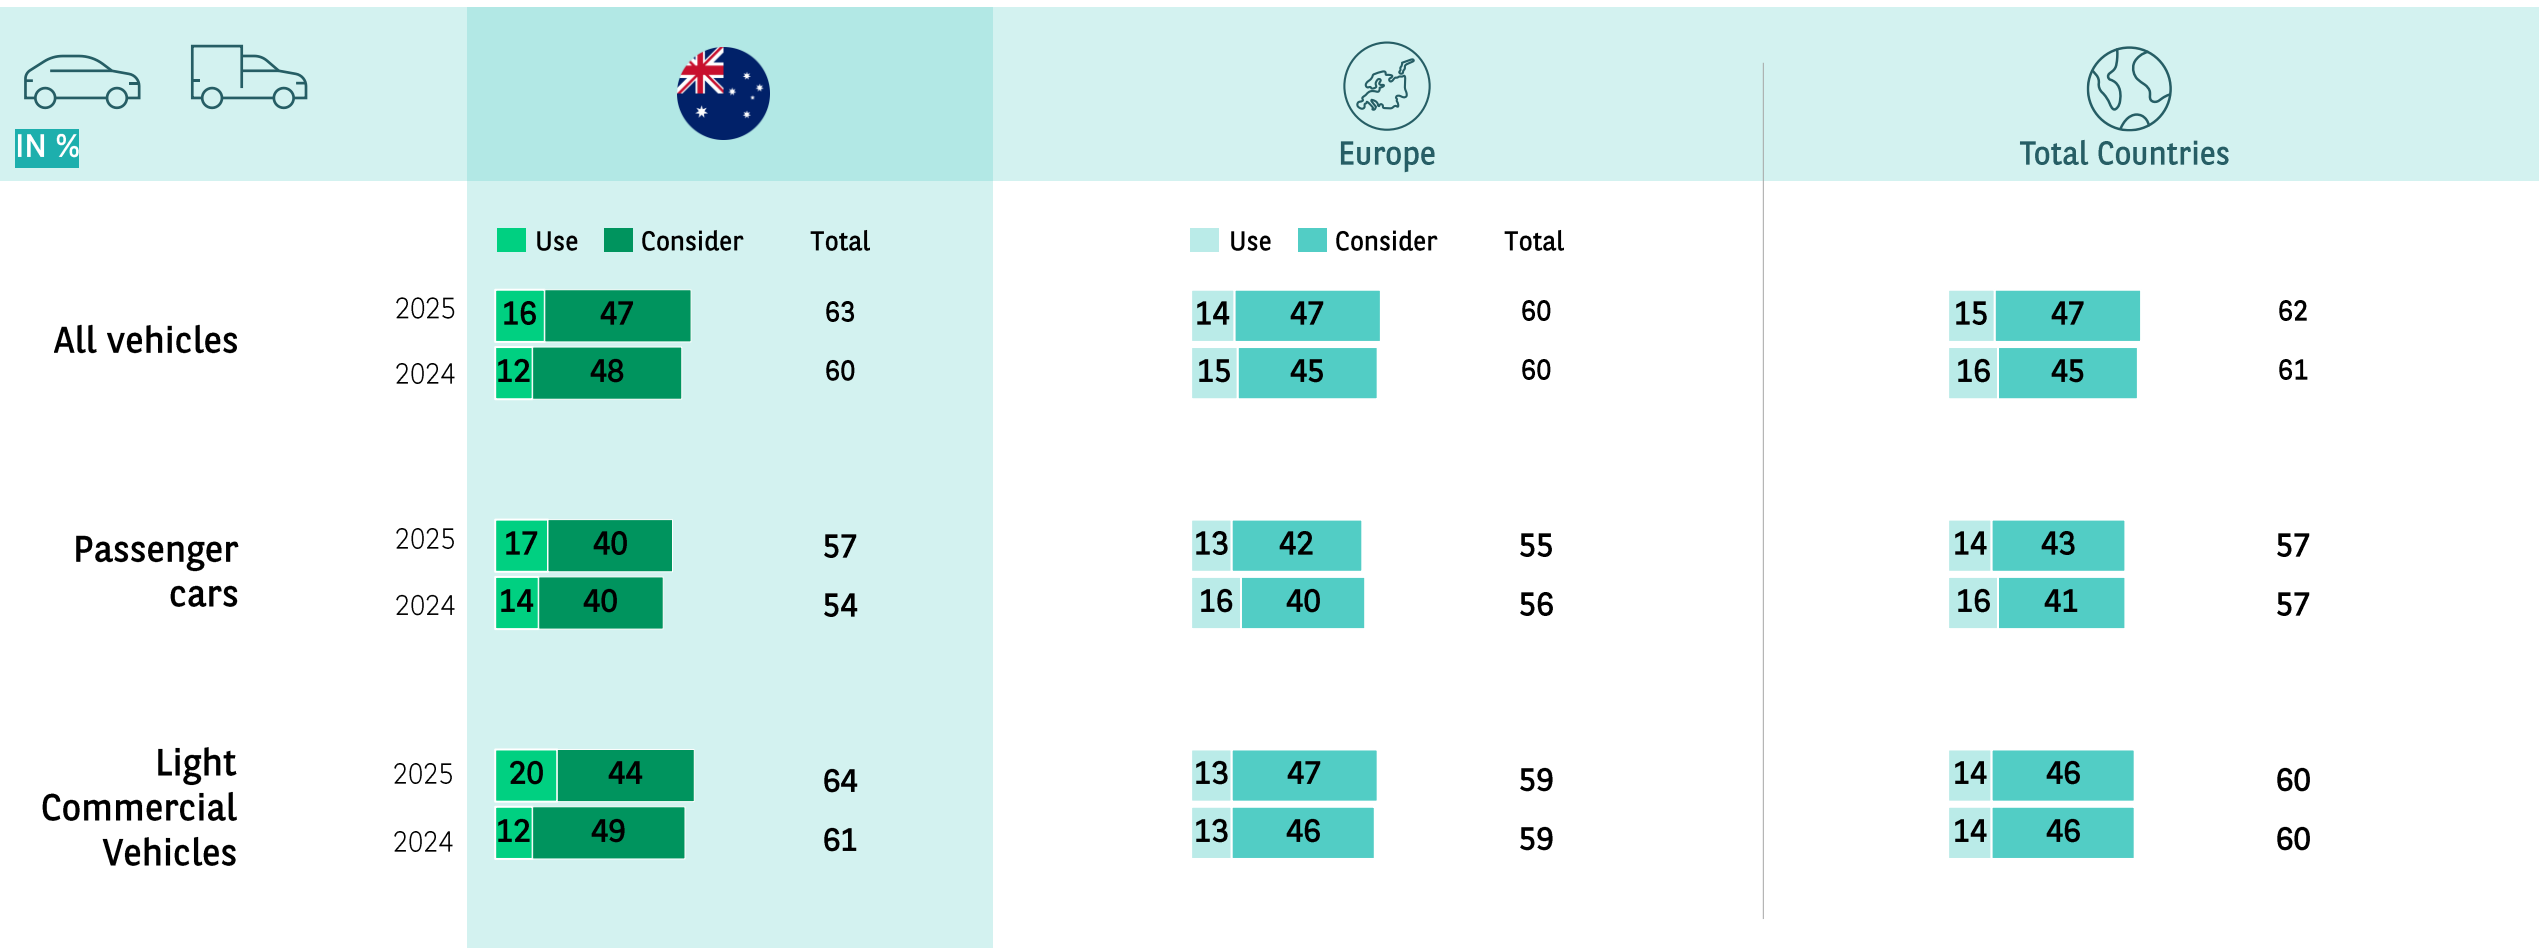 IN %
Europe
Total Countries
Use Consider Total
Use Consider Total
All vehicles
2025 16 47 63 14 47 60 15 47 62
2024 12 48 60 15 45 60 16 45 61
Passenger
cars
2025 17 40 57 13 42 55 14 43 57
2024 14 40 54 16 40 56 16 41 57
Light
Commercial
Vehicles
2025 20 44 64 13 47 59 14 46 60
2024 12 49 61 13 46 59 14 46 60